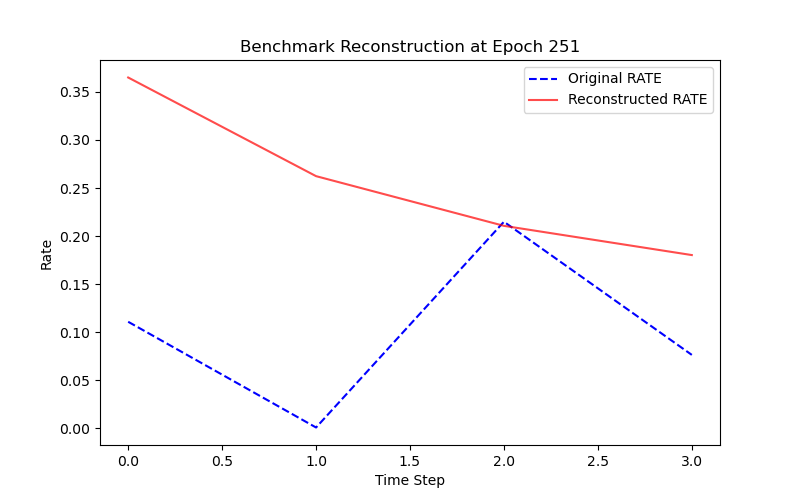 Benchmark Reconstruction at Epoch 251
Original RATE
Reconstructed RATE
0.35
0.30
0.25
0.20
0.15
0.10
0.05
0.00
Rate
0.0 0.5 1.0 1.5 2.0 2.5 3.0
Time Step